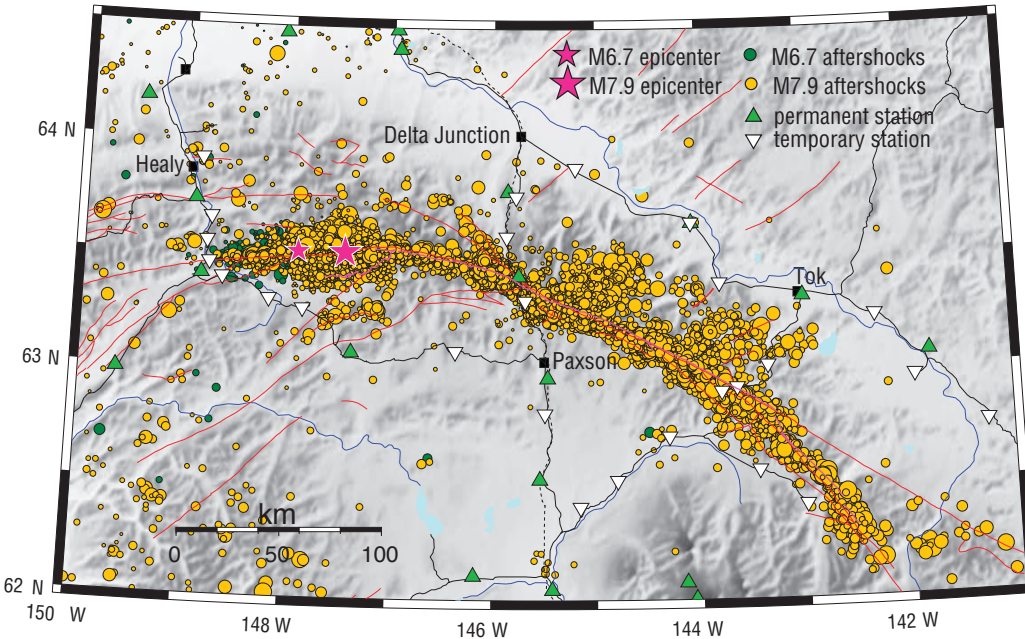 M6.7 epicenter
M6.7 aftershocks
M7.9 epicenter
M7.9 aftershocks
permanent station
temporary station
64 N
Delta Junction
Healy
Tok
63 N
Paxson
km
0 50 100
62 N
150 W
148 W
146 W
144 W
142 W